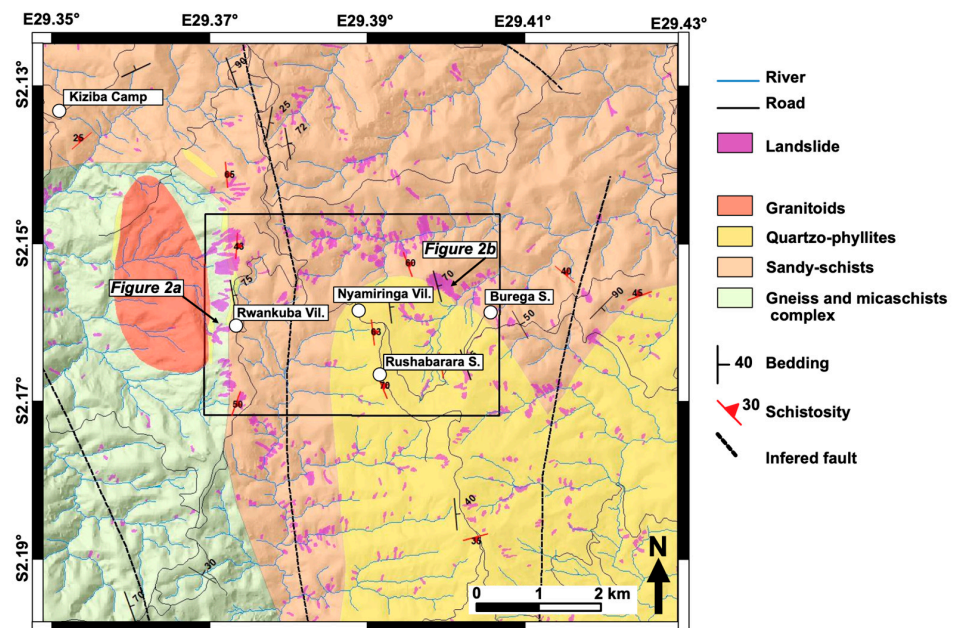 E29.35° E29.37° E29.39° E29.41° E29.43°
S2.13°
S2.15°
S2.17°
S2.19°
Kiziba Camp
90
25
72
25
65
43
60
70
Figure 2b
40
45
90
75
Figure 2a
Rwankuba Vil.
Nyamiringa Vil.
Burega S.
50
63
Rushabarara S.
70
50
40
35
30
70
N
0 1 2 km
River
Road
Landslide
Granitoids
Quartzo-phyllites
Sandy-schists
Gneiss and micaschists
complex
40 Bedding
30 Schistosity
Infered fault